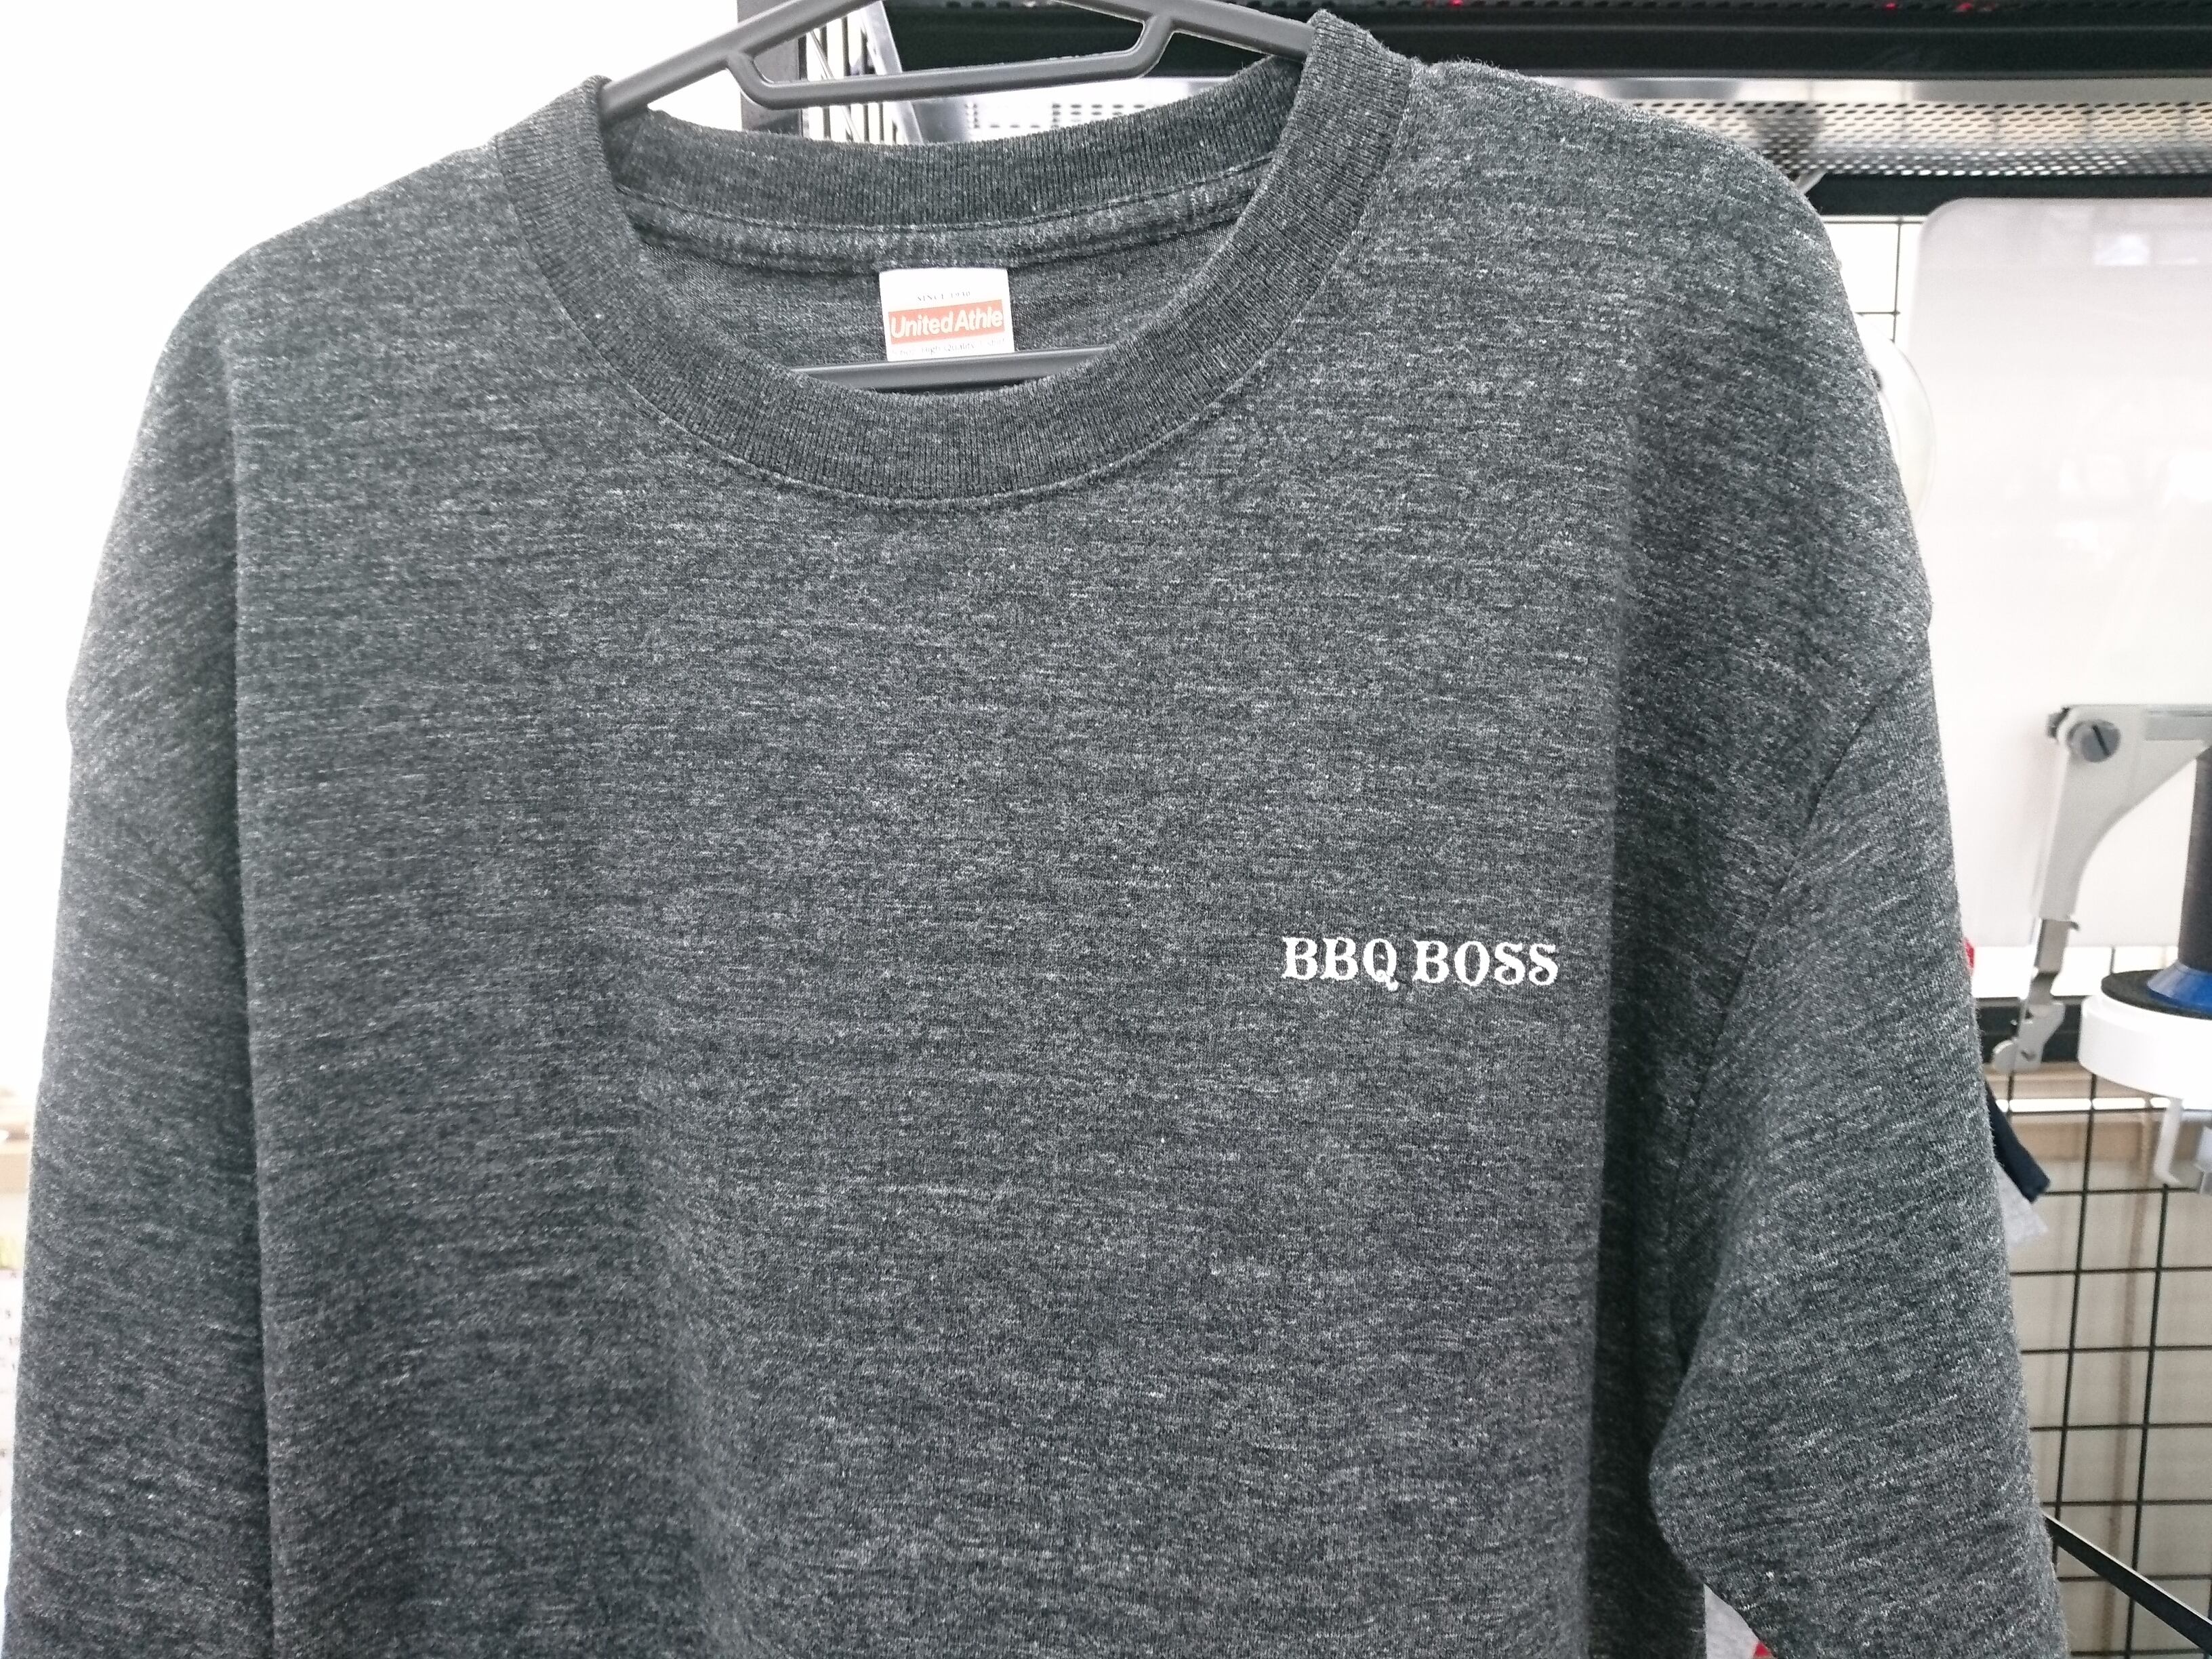 SINCE 1930
United Athle
BBQ BOSS